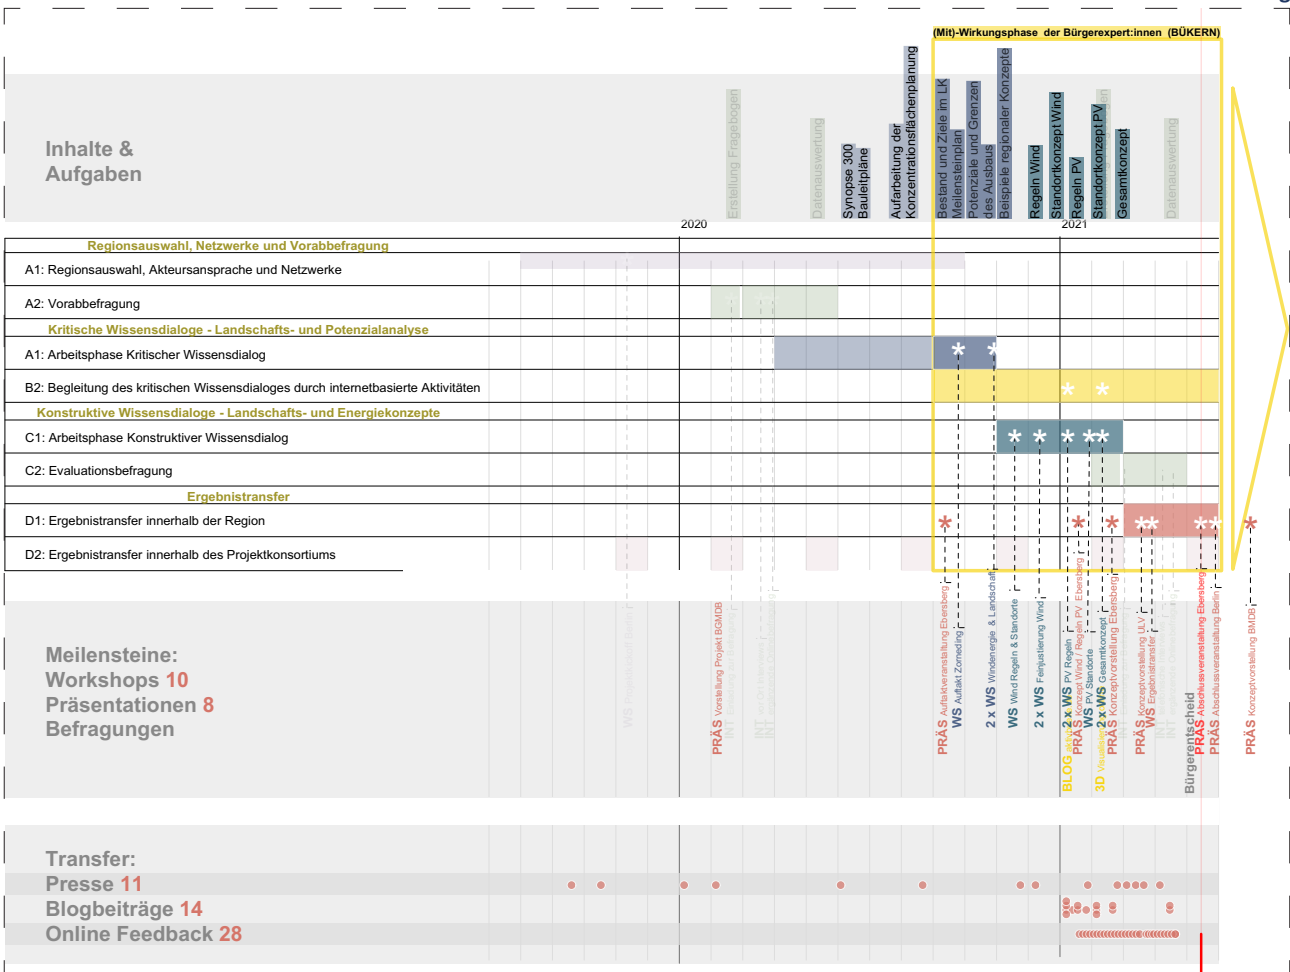 (Mit)-Wirkungsphase der Bürgerexpert:innen (BÜKERN)
Inhalte &
Aufgaben
Erstellung Fragebogen
Datenauswertung
Synopse 300
Bauleitpläne
Aufarbeitung der
Konzentrationsflächenplanung
Bestand und Ziele im LK
Meilensteinplan
Potenziale und Grenzen
des Ausbaus
Beispiele regionaler Konzepte
Regeln Wind
Standortkonzept Wind
Regeln PV
Standortkonzept PV
Gesamtkonzept
Datenauswertung
2020
2021
Regionsauswahl, Netzwerke und Vorabbefragung
A1: Regionsauswahl, Akteursansprache und Netzwerke
A2: Vorabbefragung
Kritische Wissensdialoge - Landschafts- und Potenzialanalyse
A1: Arbeitsphase Kritischer Wissensdialog
B2: Begleitung des kritischen Wissensdialoges durch internetbasierte Aktivitäten
Konstruktive Wissensdialoge - Landschafts- und Energiekonzepte
C1: Arbeitsphase Konstruktiver Wissensdialog
C2: Evaluationsbefragung
Ergebnistransfer
D1: Ergebnistransfer innerhalb der Region
D2: Ergebnistransfer innerhalb des Projektkonsortiums
Meilensteine:
Workshops 10
Präsentationen 8
Befragungen
PRÄS Vorstellung Projekt BGMDB
INT
INT
INT
PRÄS Auftaktveranstaltung Ebersberg
WS Auftakt Zorneding
2 x WS Windenergie & Landschaft
WS Wind Regeln & Standorte
2 x WS Feinjustierung Wind
BLOG
2 x WS PV Regeln
PRÄS Konzept Wind / Regeln PV Ebersberg
WS PV Standorte
3D
2 x WS Gesamtkonzept
PRÄS Konzeptvorstellung Ebersberg
INT
PRÄS Konzeptvorstellung ULV
WS Ergebnistransfer
INT
INT
Bürgerentscheid
PRÄS Abschlussveranstaltung Ebersberg
PRÄS Abschlussveranstaltung Berlin
PRÄS Konzeptvorstellung BMDB
Transfer:
Presse 11
Blogbeiträge 14
Online Feedback 28